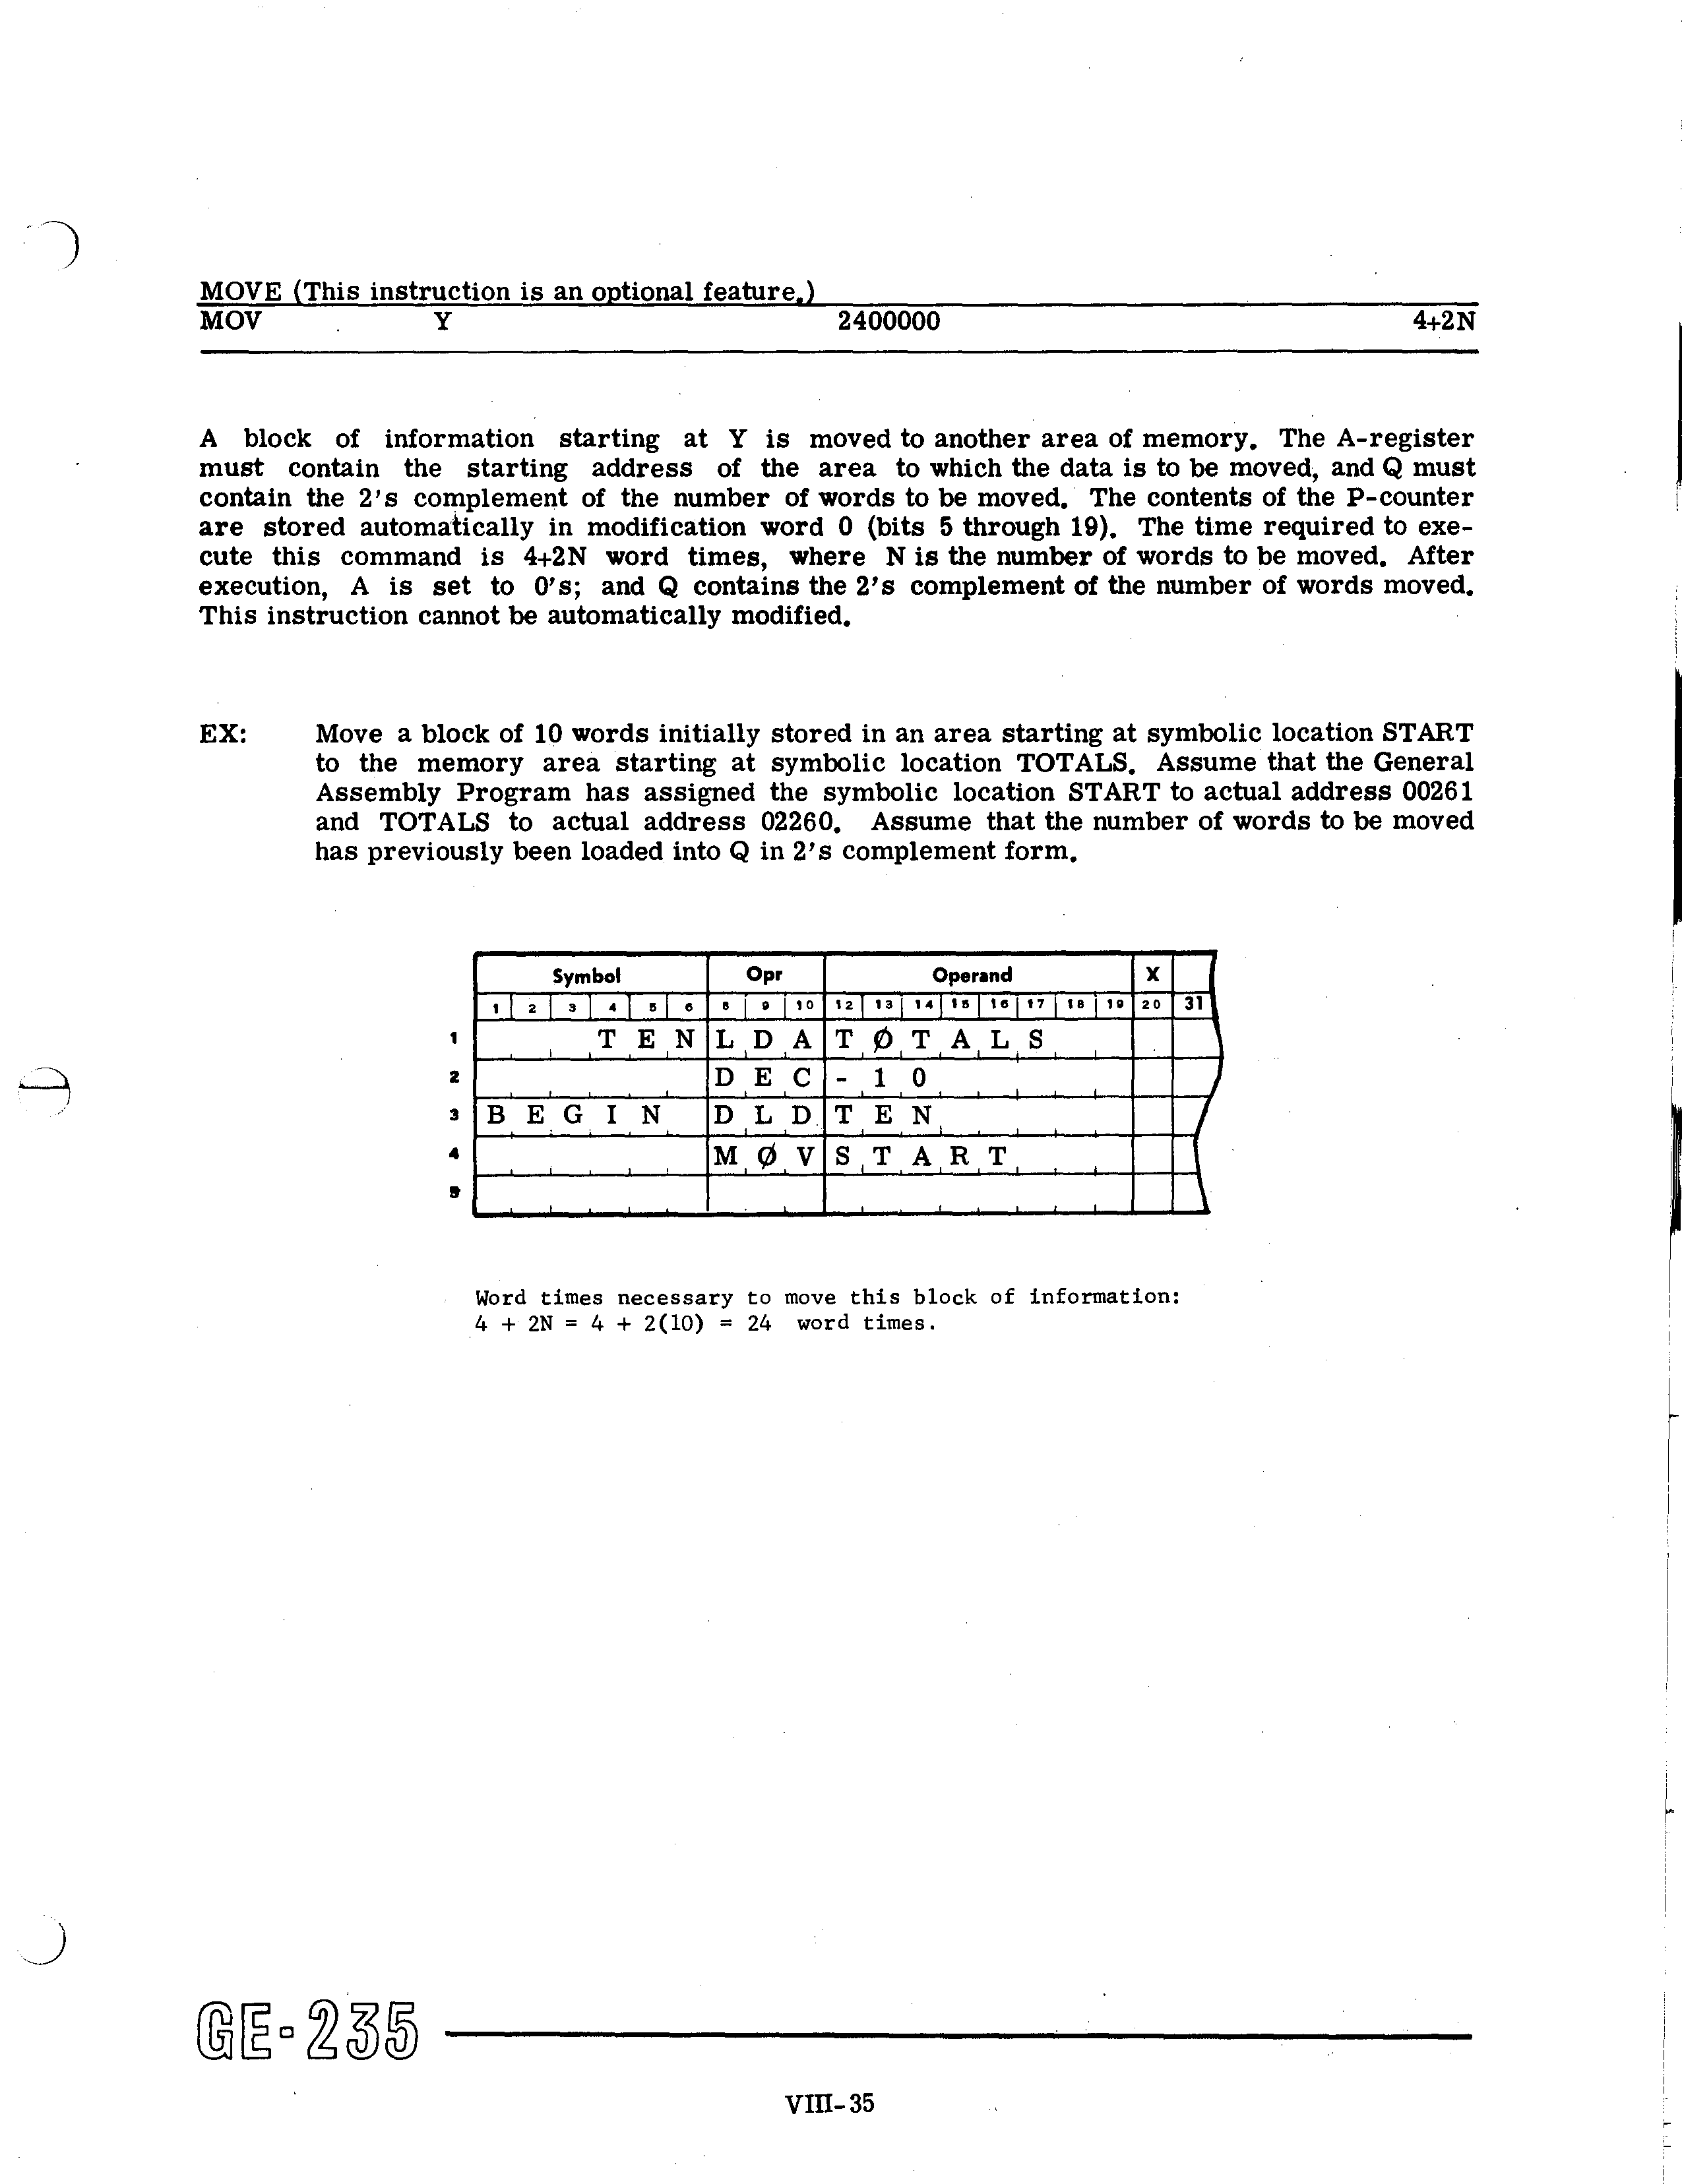 MOVE (This instruction is an optional feature.)
MOV Y 2400000 4+2N
A block of information starting at Y is moved to another area of memory. The A-register
must contain the starting address of the area to which the data is to be moved, and Q must
contain the 2's complement of the number of words to be moved. The contents of the P-counter
are stored automatically in modification word 0 (bits 5 through 19). The time required to exe-
cute this command is 4+2N word times, where N is the number of words to be moved. After
execution, A is set to 0's; and Q contains the 2's complement of the number of words moved.
This instruction cannot be automatically modified.
EX: Move a block of 10 words initially stored in an area starting at symbolic location START
to the memory area starting at symbolic location TOTALS. Assume that the General
Assembly Program has assigned the symbolic location START to actual address 00261
and TOTALS to actual address 02260. Assume that the number of words to be moved
has previously been loaded into Q in 2's complement form.
Symbol Opr Operand X
1 2 3 4 5 6 8 9 10 12 13 14 15 16 17 18 19 20 31
1 T E N L D A T Ø T A L S
2 D E C - 1 0
3 B E G I N D L D T E N
4 M Ø V S T A R T
5
Word times necessary to move this block of information:
4 + 2N = 4 + 2(10) = 24 word times.
GE-235
VIII-35